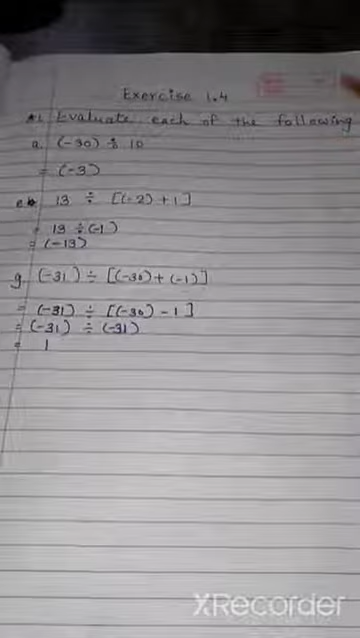 Exercise 1.4
1. Evaluate each of the following
a. (-30) ÷ 10
= (-3)
e. 13 ÷ [(-2) + 1]
= 13 ÷ (-1)
= (-13)
g. (-31) ÷ [(-30) + (-1)]
= (-31) ÷ [(-30) - 1]
= (-31) ÷ (-31)
= 1
XRecorder